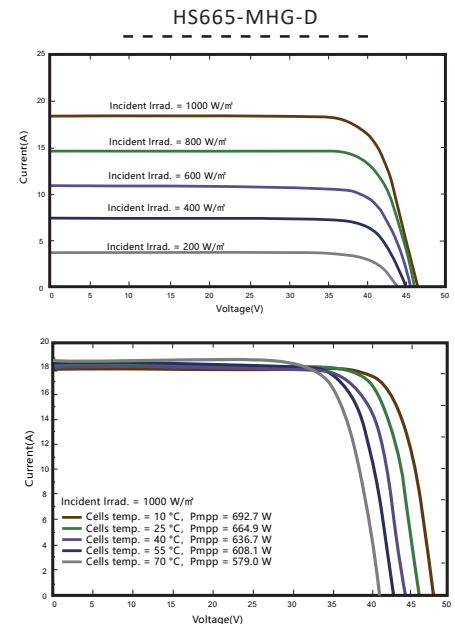 HS665-MHG-D
25
20
15
10
5
0
Current(A)
Incident Irrad. = 1000 W/㎡
Incident Irrad. = 800 W/㎡
Incident Irrad. = 600 W/㎡
Incident Irrad. = 400 W/㎡
Incident Irrad. = 200 W/㎡
0 5 10 15 20 25 30 35 40 45 50
Voltage(V)
20
18
16
14
12
10
8
6
4
2
0
Current(A)
Incident Irrad. = 1000 W/㎡
Cells temp. = 10 °C, Pmpp = 692.7 W
Cells temp. = 25 °C, Pmpp = 664.9 W
Cells temp. = 40 °C, Pmpp = 636.7 W
Cells temp. = 55 °C, Pmpp = 608.1 W
Cells temp. = 70 °C, Pmpp = 579.0 W
0 5 10 15 20 25 30 35 40 45 50
Voltage(V)